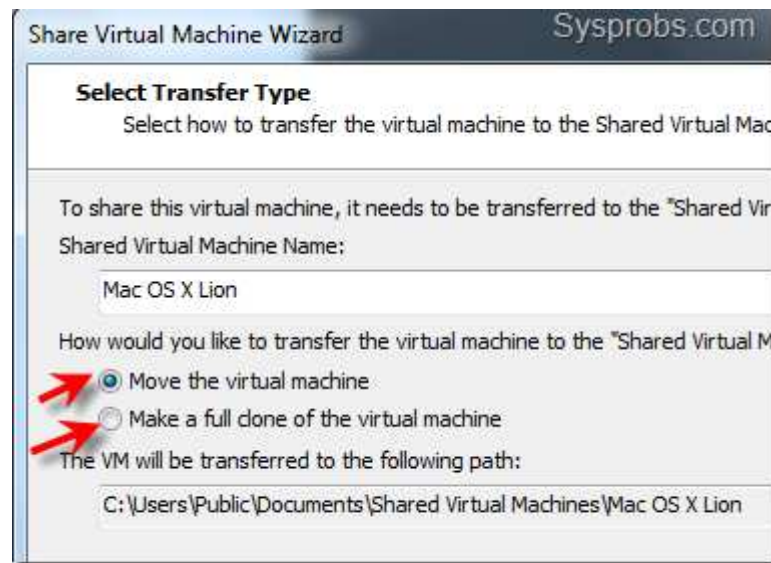 Share Virtual Machine Wizard
Sysprobs.com
Select Transfer Type
Select how to transfer the virtual machine to the Shared Virtual Mac
To share this virtual machine, it needs to be transferred to the "Shared Vir
Shared Virtual Machine Name:
Mac OS X Lion
How would you like to transfer the virtual machine to the "Shared Virtual M
Move the virtual machine
Make a full clone of the virtual machine
The VM will be transferred to the following path:
C:\Users\Public\Documents\Shared Virtual Machines\Mac OS X Lion